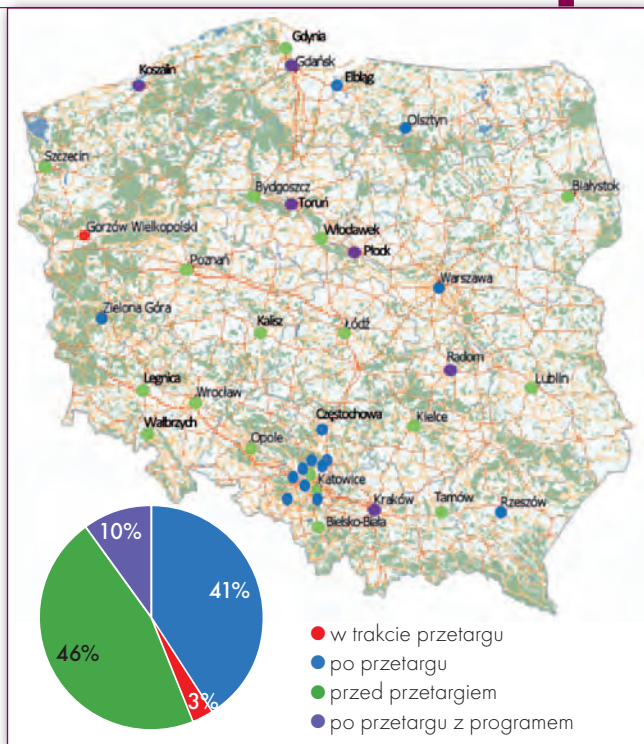 Gdynia
Gdańsk
Koszalin
Elbląg
Olsztyn
Szczecin
Bydgoszcz
Białystok
Toruń
Gorzów Wielkopolski
Włodawek
Płock
Poznań
Warszawa
Zielona Góra
Kalisz
Łódź
Radom
Legnica
Lublin
Wrocław
Częstochowa
Kielce
Wałbrzych
Opole
Katowice
Kraków
Tarnów
Rzeszów
Bielsko-Biała
10%
41%
46%
3%
w trakcie przetargu
po przetargu
przed przetargiem
po przetargu z programem